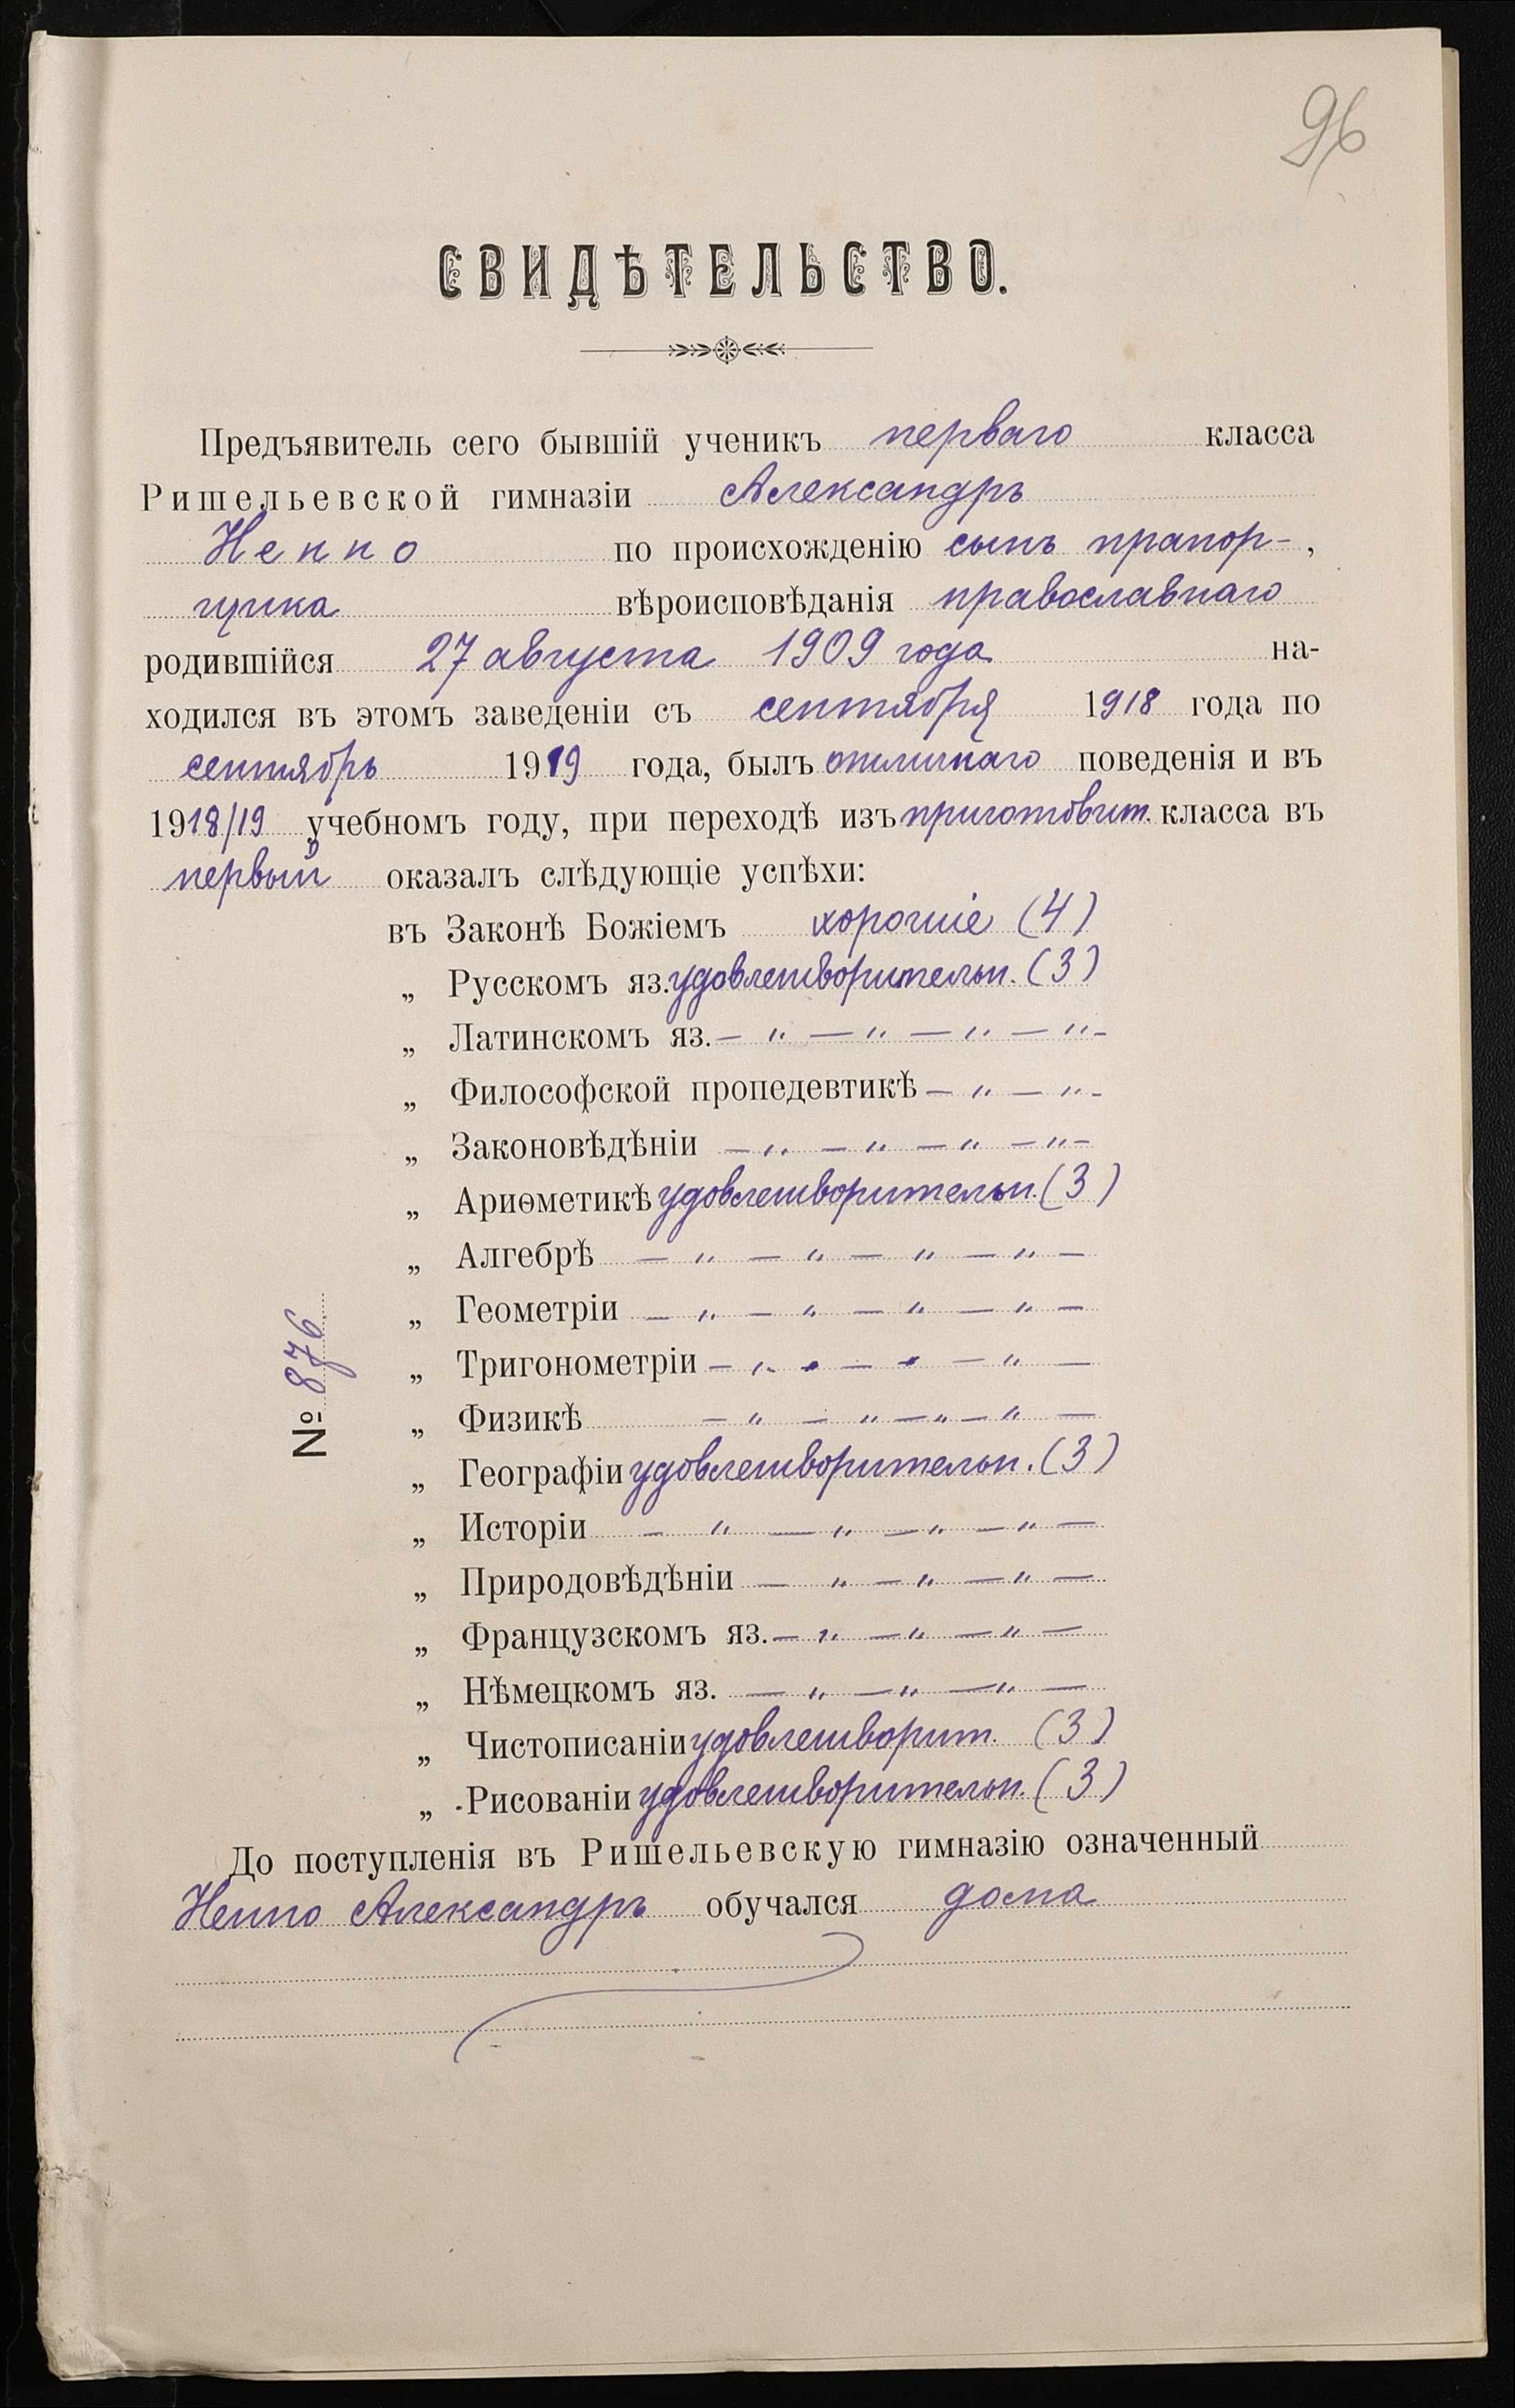 96
СВИДѢТЕЛЬСТВО.
Предъявитель сего бывшій ученикъ перваго класса
Ришельевской гимназіи Александръ
Ненно по происхожденію сынъ прапор-,
щика вѣроисповѣданія православнаго
родившійся 27 августа 1909 года на-
ходился въ этомъ заведеніи съ сентября 1918 года по
сентябрь 1919 года, былъ отличнаго поведенія и въ
1918/19 учебномъ году, при переходѣ изъ приготовит. класса въ
первый оказалъ слѣдующіе успѣхи:
въ Законѣ Божіемъ хорошіе (4)
„ Русскомъ яз. удовлетворительн. (3)
„ Латинскомъ яз. — „ — „ — „ — „ -
„ Философской пропедевтикѣ — „ — „ -
„ Законовѣдѣніи — „ — „ — „ — „ —
„ Ариѳметикѣ удовлетворительн. (3)
„ Алгебрѣ — „ — „ — „ — „ —
„ Геометріи — „ — „ — „ — „ —
„ Тригонометріи — „ - — - — „ —
„ Физикѣ — „ — „ — „ — „ —
„ Географіи удовлетворительн. (3)
„ Исторіи — „ — „ — „ — „ —
„ Природовѣдѣніи — „ — „ — „ —
„ Французскомъ яз. — „ — „ — „ —
„ Нѣмецкомъ яз. — „ — „ — „ —
„ Чистописаніи удовлетворит. (3)
„ Рисованіи удовлетворительн. (3)
№ 876
До поступленія въ Ришельевскую гимназію означенный
Ненно Александръ обучался дома